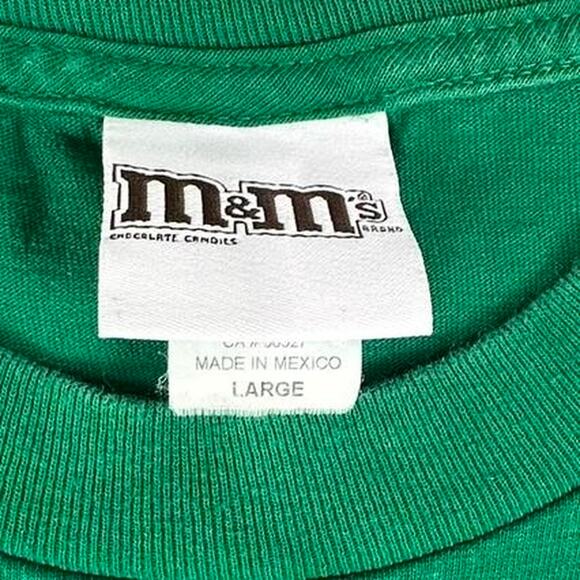 m&m's
CHOCOLATE CANDIES BRAND
MADE IN MEXICO
LARGE